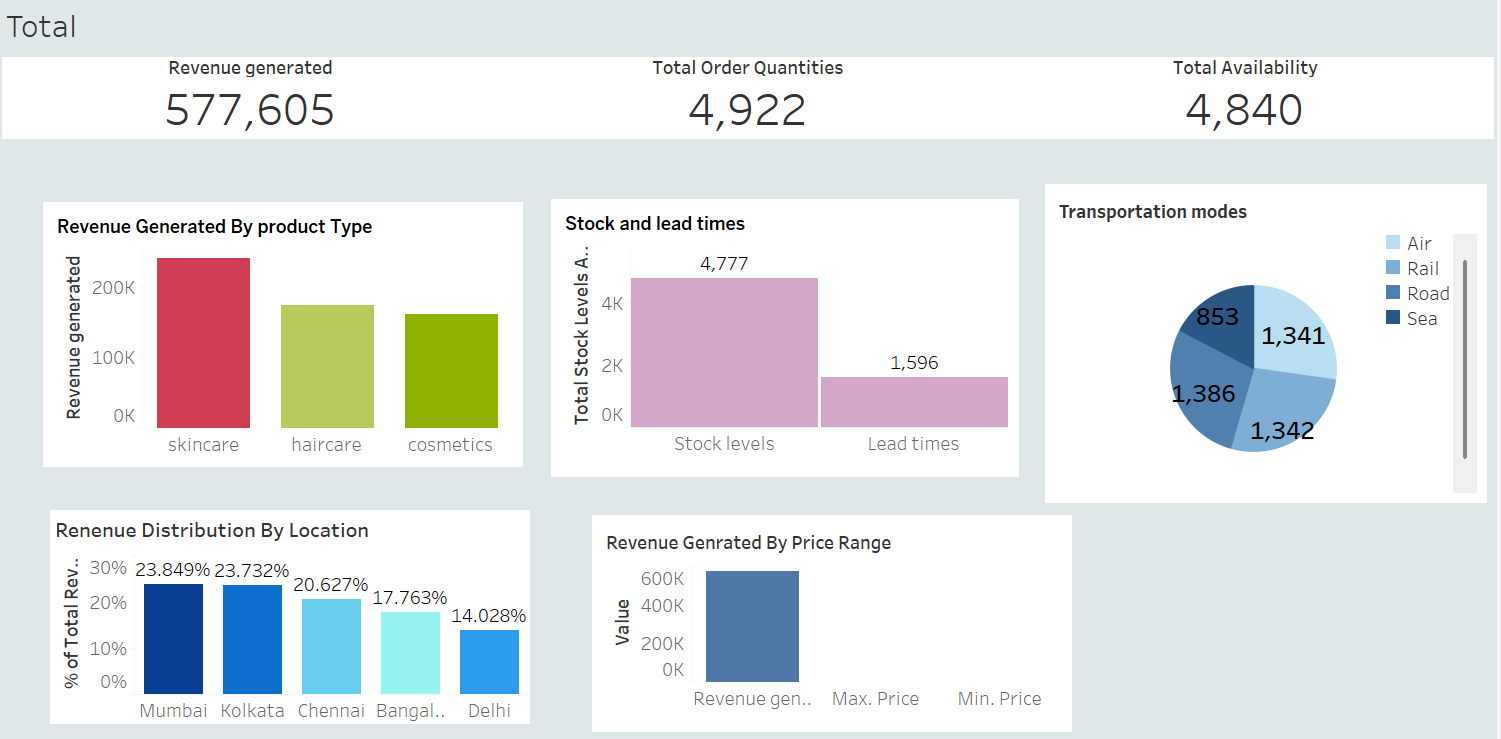 Total
Revenue generated
577,605
Total Order Quantities
4,922
Total Availability
4,840
Revenue Generated By product Type
Revenue generated
200K
100K
0K
skincare
haircare
cosmetics
Stock and lead times
Total Stock Levels A..
4K
2K
0K
4,777
1,596
Stock levels
Lead times
Transportation modes
Air
Rail
Road
Sea
853
1,341
1,386
1,342
Renenue Distribution By Location
% of Total Rev..
30%
20%
10%
0%
23.849%
23.732%
20.627%
17.763%
14.028%
Mumbai
Kolkata
Chennai
Bangal..
Delhi
Revenue Genrated By Price Range
Value
600K
400K
200K
0K
Revenue gen..
Max. Price
Min. Price